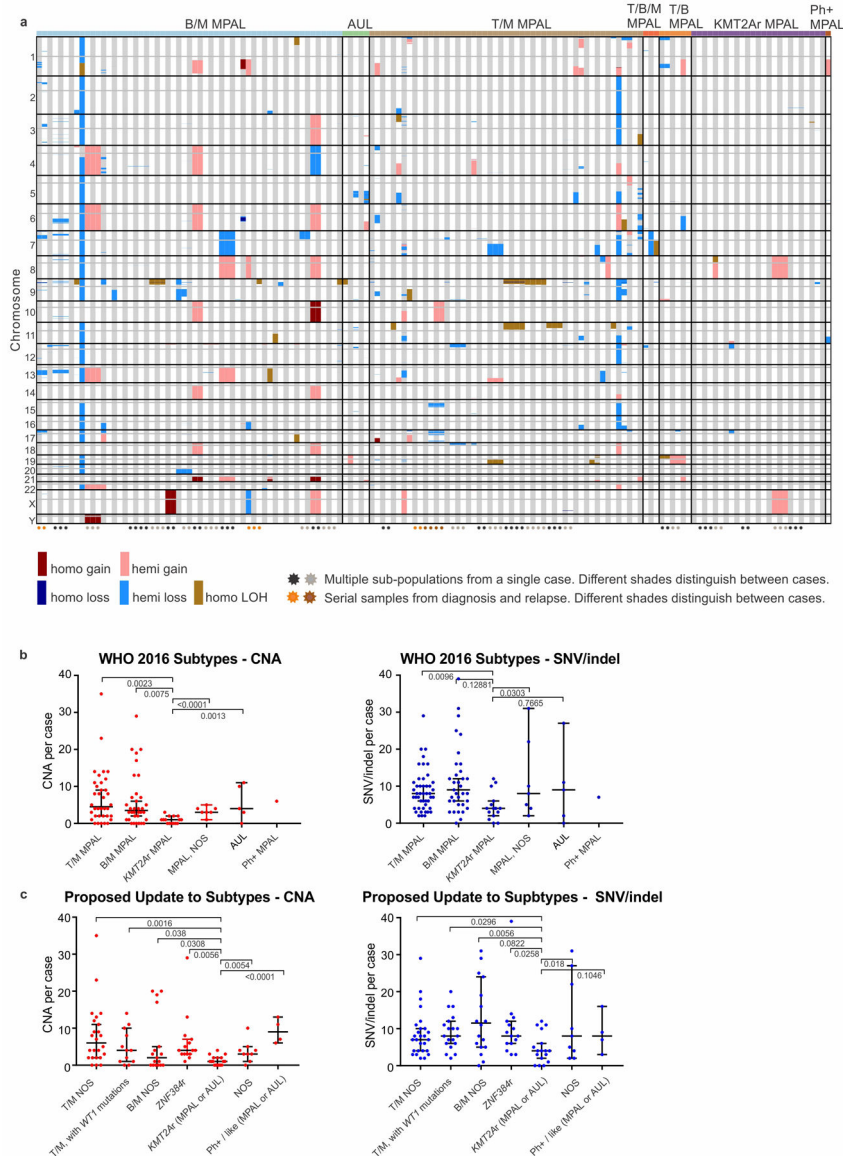 a
B/M MPAL
AUL
T/M MPAL
T/B/M MPAL
T/B MPAL
KMT2Ar MPAL
Ph+ MPAL
Chromosome
1
2
3
4
5
6
7
8
9
10
11
12
13
14
15
16
17
18
19
20
21
22
X
Y
homo gain
hemi gain
homo loss
hemi loss
homo LOH
Multiple sub-populations from a single case. Different shades distinguish between cases.
Serial samples from diagnosis and relapse. Different shades distinguish between cases.
b
WHO 2016 Subtypes - CNA
CNA per case
40
30
20
10
0
0.0023
0.0075
<0.0001
0.0013
T/M MPAL
B/M MPAL
KMT2Ar MPAL
MPAL, NOS
AUL
Ph+ MPAL
WHO 2016 Subtypes - SNV/indel
SNV/indel per case
40
30
20
10
0
0.0096
0.12881
0.0303
0.7665
T/M MPAL
B/M MPAL
KMT2Ar MPAL
MPAL, NOS
AUL
Ph+ MPAL
c
Proposed Update to Subtypes - CNA
CNA per case
40
30
20
10
0
0.0016
0.038
0.0308
0.0056
0.0054
<0.0001
T/M NOS
T/M, with WT1 mutations
B/M NOS
ZNF384r
KMT2Ar (MPAL or AUL)
NOS
Ph+ / like (MPAL or AUL)
Proposed Update to Supbtypes - SNV/indel
SNV/indel per case
40
30
20
10
0
0.0296
0.0056
0.0822
0.0258
0.018
0.1046
T/M NOS
T/M, with WT1 mutations
B/M NOS
ZNF384r
KMT2Ar (MPAL or AUL)
NOS
Ph+ / like (MPAL or AUL)